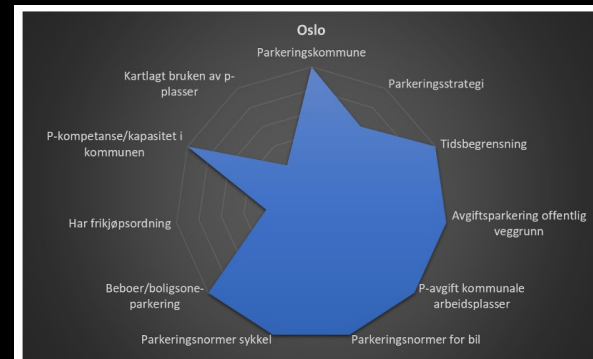 Oslo
Parkeringskommune
Parkeringsstrategi
Tidsbegrensning
Avgiftsparkering offentlig
veggrunn
P-avgift kommunale
arbeidsplasser
Parkeringsnormer for bil
Parkeringsnormer sykkel
Beboer/boligsone-
parkering
Har frikjøpsordning
P-kompetanse/kapasitet i
kommunen
Kartlagt bruken av p-
plasser